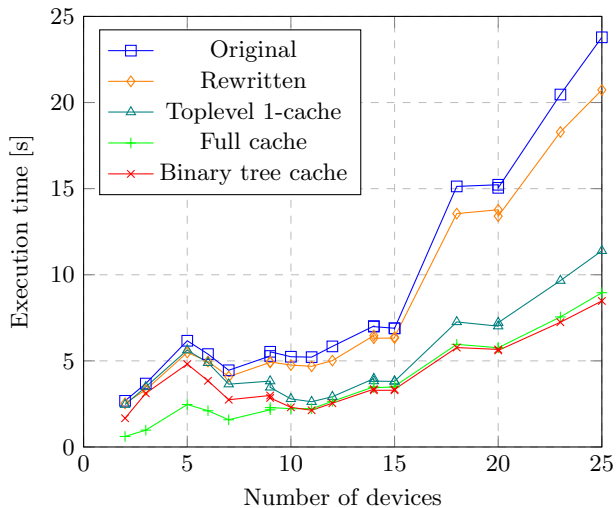 25
20
15
10
5
0
Execution time [s]
Original
Rewritten
Toplevel 1-cache
Full cache
Binary tree cache
0 5 10 15 20 25
Number of devices